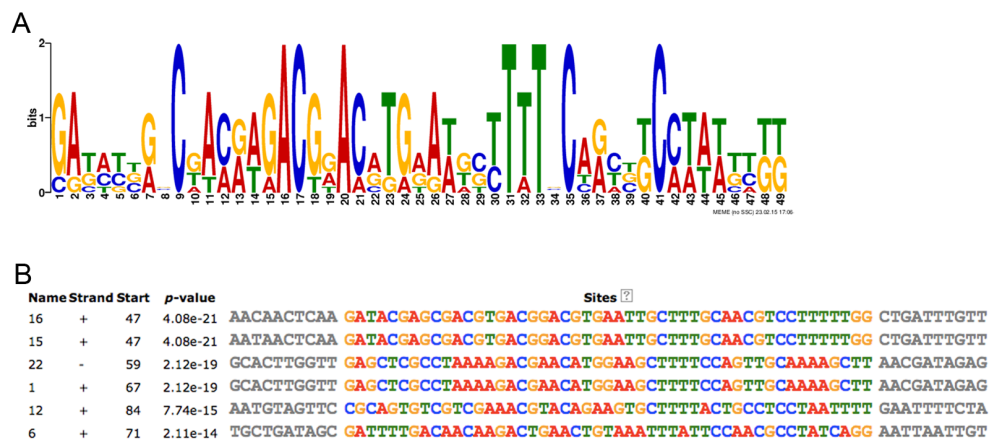 A
2
bits
1
0
1 2 3 4 5 6 7 8 9 10 11 12 13 14 15 16 17 18 19 20 21 22 23 24 25 26 27 28 29 30 31 32 33 34 35 36 37 38 39 40 41 42 43 44 45 46 47 48 49
MEME (no SSC) 23.02.15 17:06
B
Name Strand Start p-value Sites ?
16 + 47 4.08e-21 AACAACTCAA GATACGAGCGACGTGACGGACGTGAATTGCTTTGCAACGTCCTTTTTGG CTGATTTGTT
15 + 47 4.08e-21 AATAACTCAA GATACGAGCGACGTGACGGACGTGAATTGCTTTGCAACGTCCTTTTTGG CTGATTTGTT
22 - 59 2.12e-19 GCACTTGGTT GAGCTCGCCTAAAAGACGAACATGGAAGCTTTTCCAGTTGCAAAAGCTT AACGATAGAG
1 + 67 2.12e-19 GCACTTGGTT GAGCTCGCCTAAAAGACGAACATGGAAGCTTTTCCAGTTGCAAAAGCTT AACGATAGAG
12 + 84 7.74e-15 AATGTAGTTC CGCAGTGTCGTCGAAACGTACAGAAGTGCTTTTACTGCCTCCTAATTTT GAATTTTCTA
6 + 71 2.11e-14 TGCTGATAGC GATTTTGACAACAAGACTGAACTGTAAATTTATTCCAACGCCTATCAGG AATTAATTGT